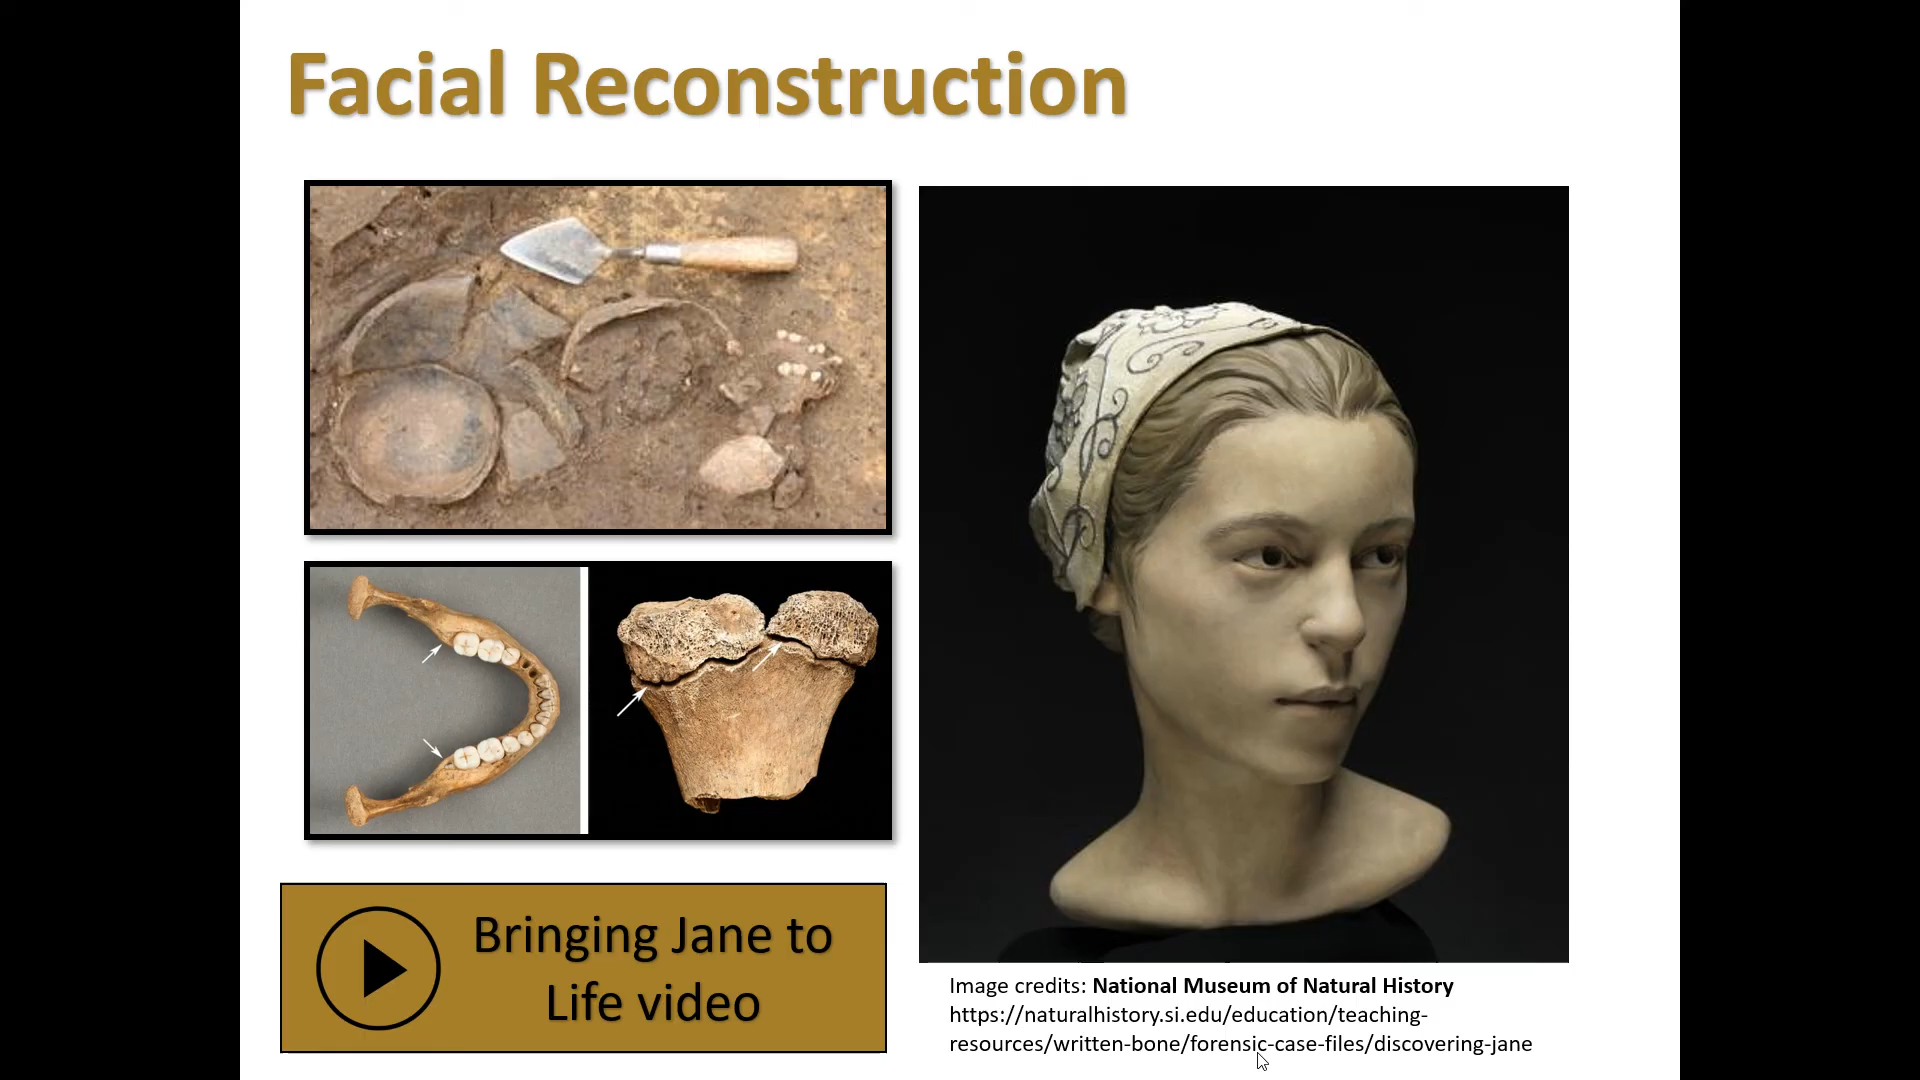 Facial Reconstruction
Bringing Jane to
Life video
Image credits: National Museum of Natural History
https://naturalhistory.si.edu/education/teaching-
resources/written-bone/forensic-case-files/discovering-jane